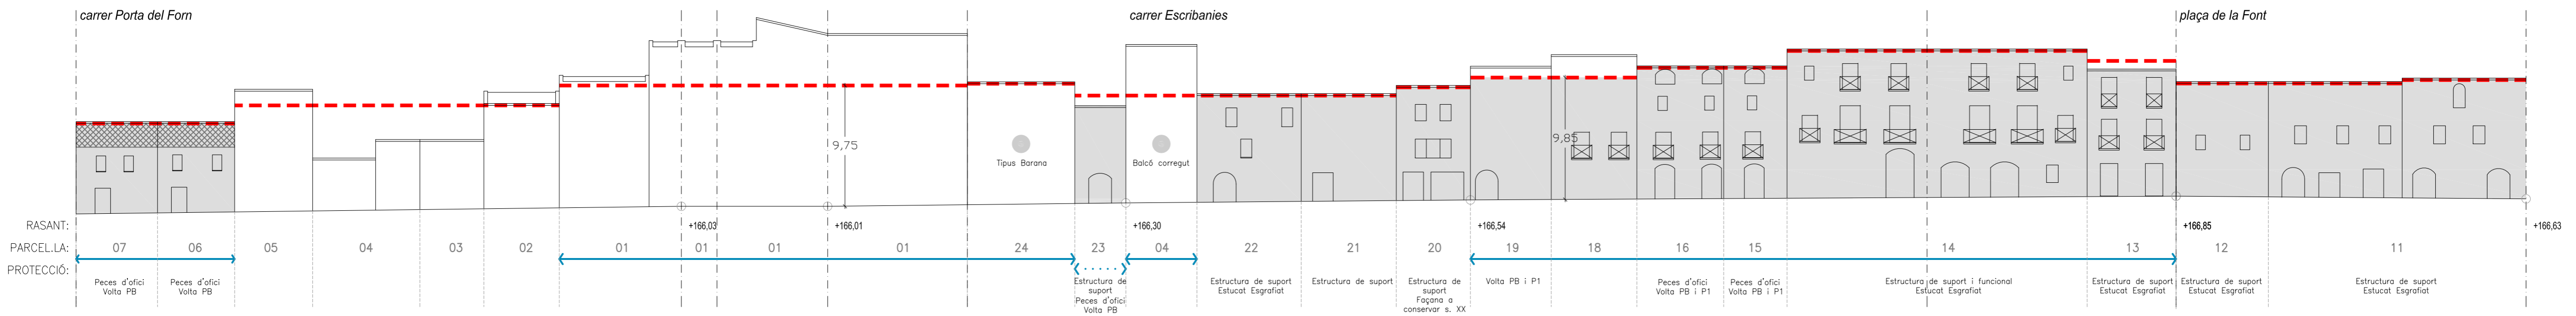 carrer Porta del Forn
carrer Escribanies
plaça de la Font
9,75
9,85
Tipus Barana
Balcó corregut
RASANT:
+166,03
+166,01
+166,30
+166,54
+166,85
+166,63
PARCEL.LA:
07 06 05 04 03 02 01 01 01 01 24 23 04 22 21 20 19 18 16 15 14 13 12 11
PROTECCIÓ:
Peces d'ofici
Volta PB
Peces d'ofici
Volta PB
Estructura de
suport
Peces d'ofici
Volta PB
Estructura de suport
Estucat Esgrafiat
Estructura de suport
Estructura de
suport
Façana a
conservar s. XX
Volta PB i P1
Peces d'ofici
Volta PB i P1
Peces d'ofici
Volta PB i P1
Estructura de suport i funcional
Estucat Esgrafiat
Estructura de suport
Estucat Esgrafiat
Estructura de suport
Estucat Esgrafiat
Estructura de suport
Estucat Esgrafiat